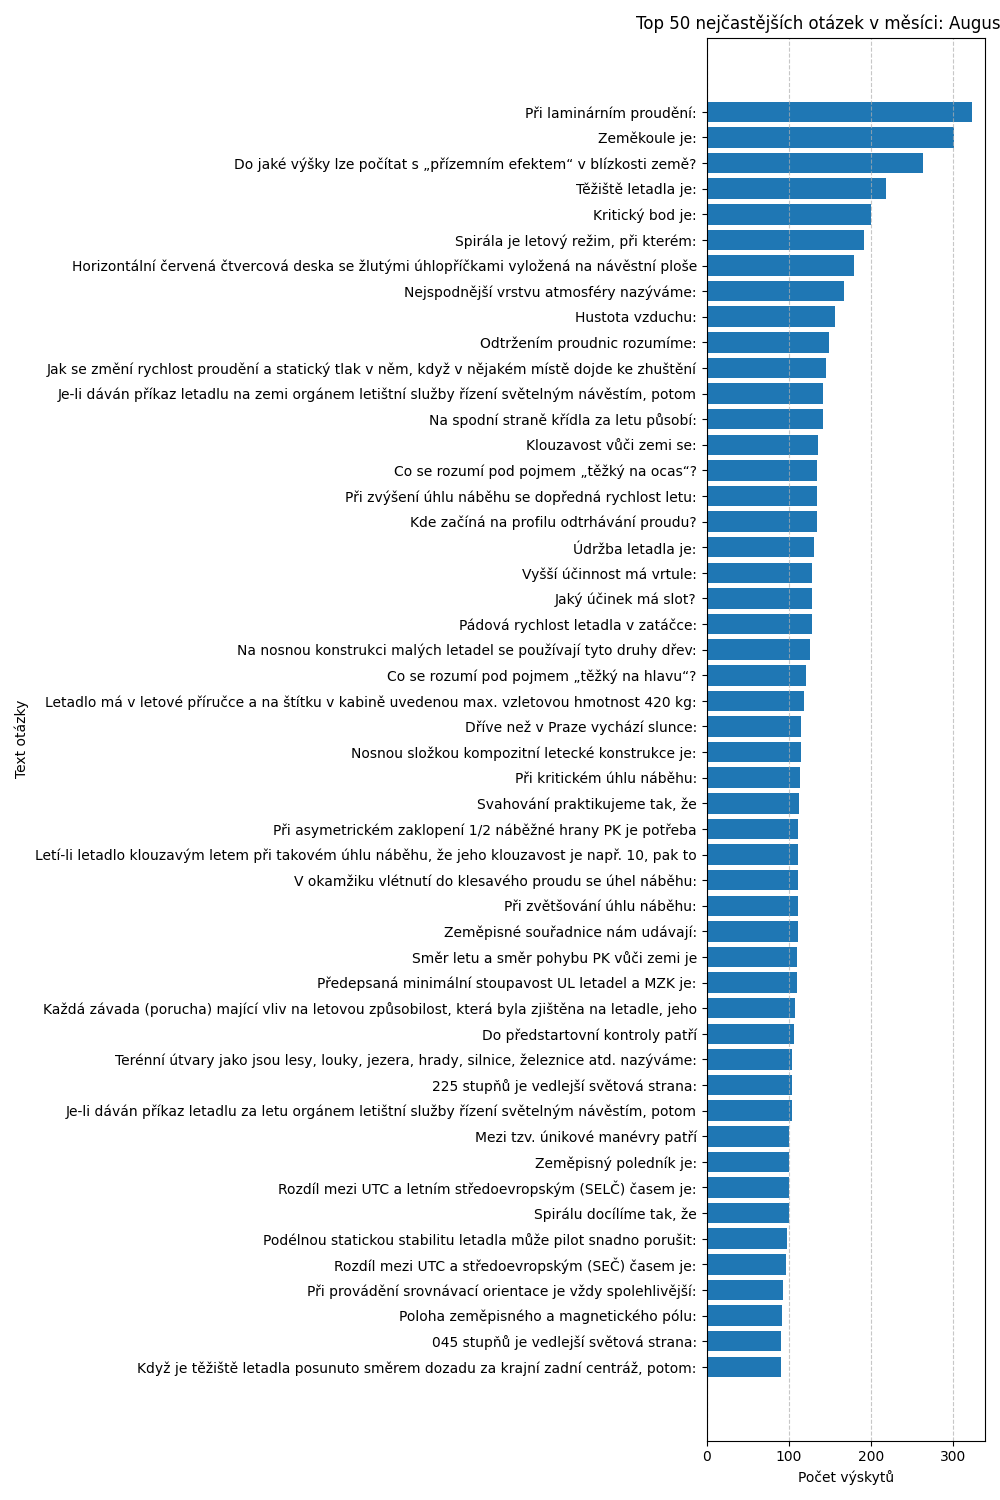 Top 50 nejčastějších otázek v měsíci: Augus
Při laminárním proudění:
Zeměkoule je:
Do jaké výšky lze počítat s „přízemním efektem“ v blízkosti země?
Těžiště letadla je:
Kritický bod je:
Spirála je letový režim, při kterém:
Horizontální červená čtvercová deska se žlutými úhlopříčkami vyložená na návěstní ploše
Nejspodnější vrstvu atmosféry nazýváme:
Hustota vzduchu:
Odtržením proudnic rozumíme:
Jak se změní rychlost proudění a statický tlak v něm, když v nějakém místě dojde ke zhuštění
Je-li dáván příkaz letadlu na zemi orgánem letištní služby řízení světelným návěstím, potom
Na spodní straně křídla za letu působí:
Klouzavost vůči zemi se:
Co se rozumí pod pojmem „těžký na ocas“?
Při zvýšení úhlu náběhu se dopředná rychlost letu:
Kde začíná na profilu odtrhávání proudu?
Údržba letadla je:
Vyšší účinnost má vrtule:
Jaký účinek má slot?
Pádová rychlost letadla v zatáčce:
Na nosnou konstrukci malých letadel se používají tyto druhy dřev:
Co se rozumí pod pojmem „těžký na hlavu“?
Letadlo má v letové příručce a na štítku v kabině uvedenou max. vzletovou hmotnost 420 kg:
Dříve než v Praze vychází slunce:
Nosnou složkou kompozitní letecké konstrukce je:
Při kritickém úhlu náběhu:
Svahování praktikujeme tak, že
Při asymetrickém zaklopení 1/2 náběžné hrany PK je potřeba
Letí-li letadlo klouzavým letem při takovém úhlu náběhu, že jeho klouzavost je např. 10, pak to
V okamžiku vlétnutí do klesavého proudu se úhel náběhu:
Při zvětšování úhlu náběhu:
Zeměpisné souřadnice nám udávají:
Směr letu a směr pohybu PK vůči zemi je
Předepsaná minimální stoupavost UL letadel a MZK je:
Každá závada (porucha) mající vliv na letovou způsobilost, která byla zjištěna na letadle, jeho
Do předstartovní kontroly patří
Terénní útvary jako jsou lesy, louky, jezera, hrady, silnice, železnice atd. nazýváme:
225 stupňů je vedlejší světová strana:
Je-li dáván příkaz letadlu za letu orgánem letištní služby řízení světelným návěstím, potom
Mezi tzv. únikové manévry patří
Zeměpisný poledník je:
Rozdíl mezi UTC a letním středoevropským (SELČ) časem je:
Spirálu docílíme tak, že
Podélnou statickou stabilitu letadla může pilot snadno porušit:
Rozdíl mezi UTC a středoevropským (SEČ) časem je:
Při provádění srovnávací orientace je vždy spolehlivější:
Poloha zeměpisného a magnetického pólu:
045 stupňů je vedlejší světová strana:
Když je těžiště letadla posunuto směrem dozadu za krajní zadní centráž, potom:
Text otázky
0 100 200 300
Počet výskytů